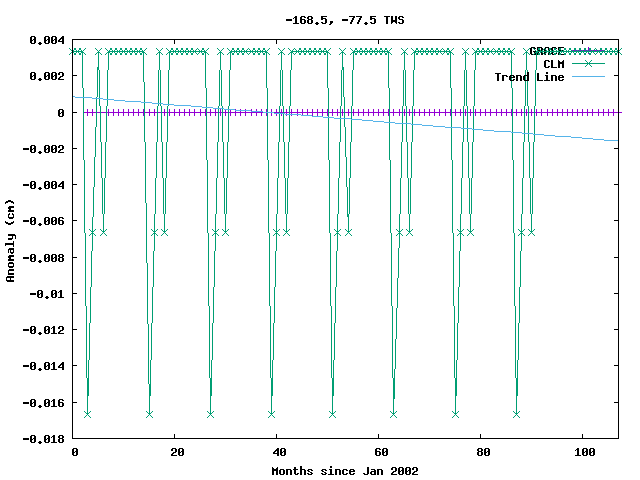 -168.5, -77.5 TWS
GRACE
CLM
Trend Line
0.004
0.002
0
-0.002
-0.004
-0.006
-0.008
-0.01
-0.012
-0.014
-0.016
-0.018
Anomaly (cm)
0 20 40 60 80 100
Months since Jan 2002